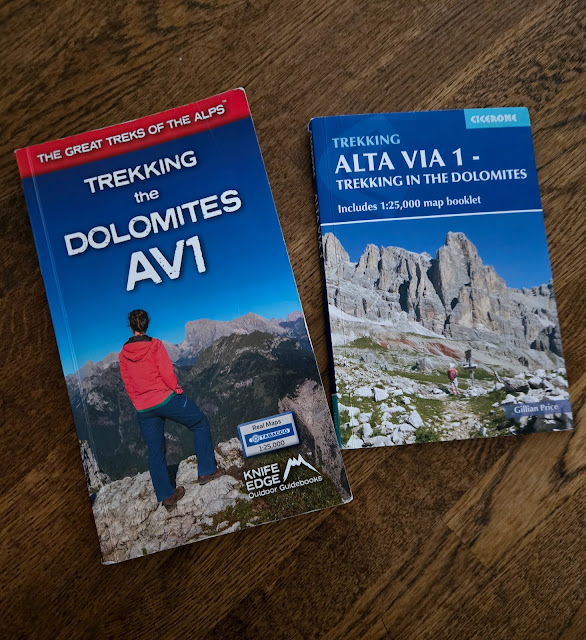 THE GREAT TREKS OF THE ALPS™
TREKKING
the
DOLOMITES
AV1
Real Maps
TABACCO
1:25,000
KNIFE
EDGE
Outdoor Guidebooks
CICERONE
TREKKING
ALTA VIA 1 -
TREKKING IN THE DOLOMITES
Includes 1:25,000 map booklet
Gillian Price